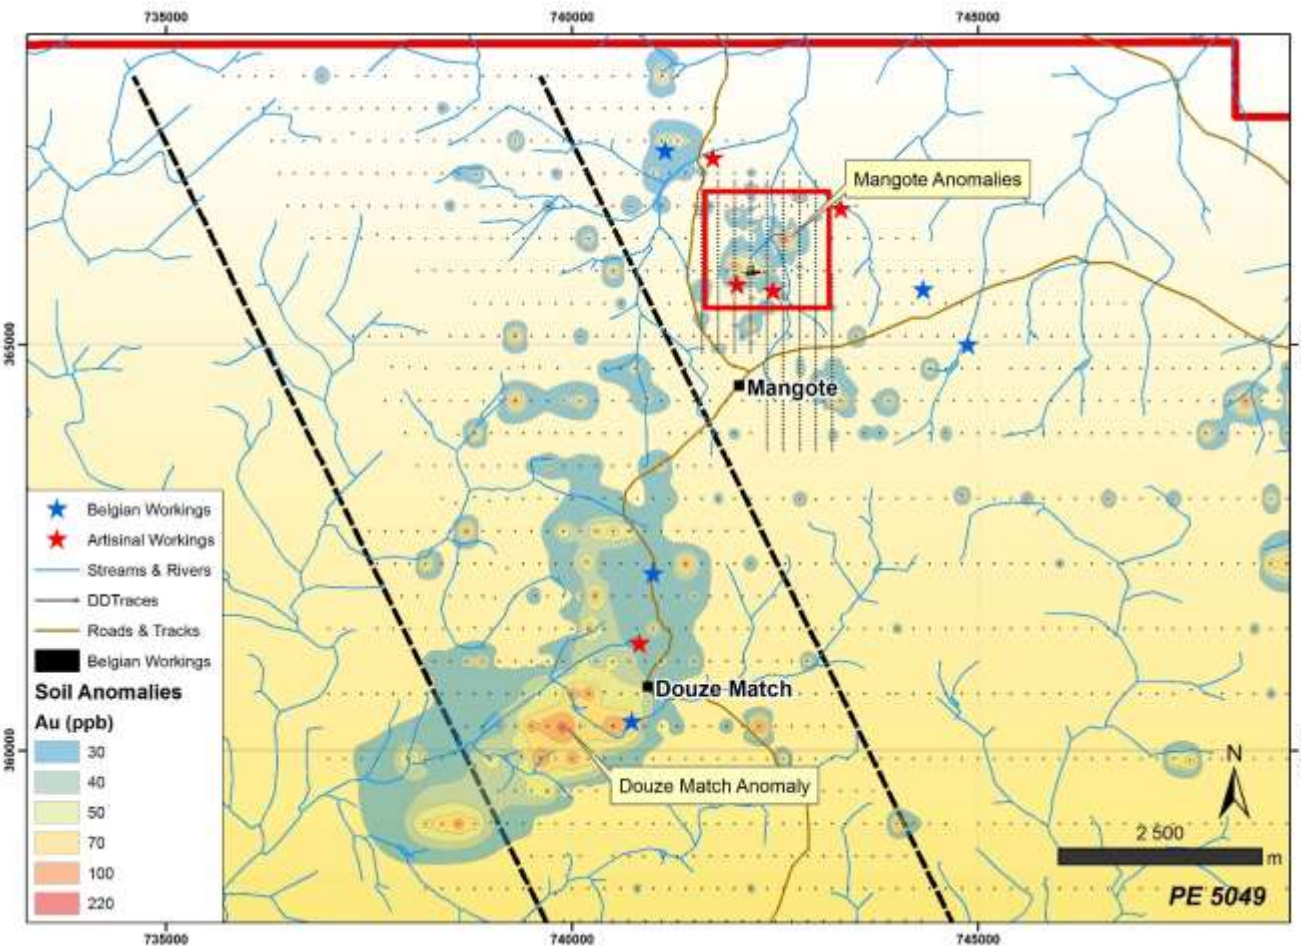 735000
740000
745000
Mangote Anomalies
365000
365000
Mangote
Belgian Workings
Artisinal Workings
Streams & Rivers
DDTraces
Roads & Tracks
Belgian Workings
Soil Anomalies
Au (ppb)
30
40
50
70
100
220
Douze Match
Douze Match Anomaly
360000
360000
N
2 500
m
PE 5049
735000
740000
745000